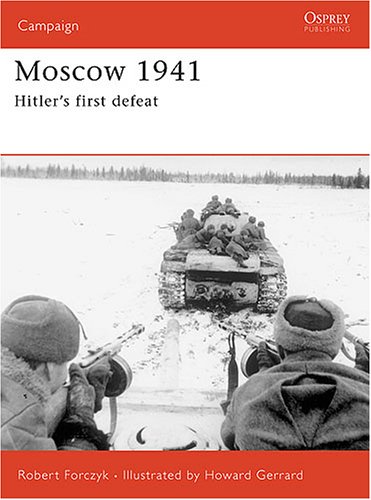 Campaign
OSPREY
PUBLISHING
Moscow 1941
Hitler's first defeat
Robert Forczyk · Illustrated by Howard Gerrard